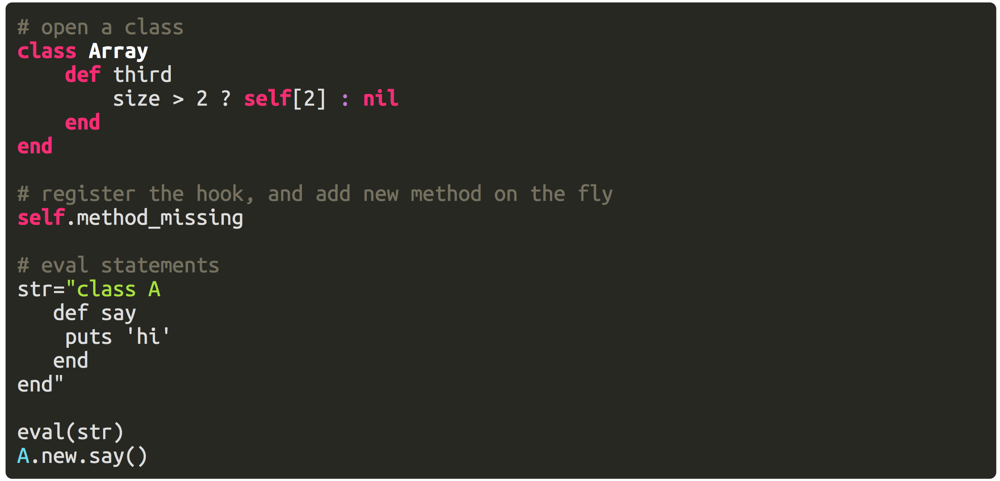 # open a class
class Array
    def third
        size > 2 ? self[2] : nil
    end
end

# register the hook, and add new method on the fly
self.method_missing

# eval statements
str="class A
   def say
    puts 'hi'
   end
end"

eval(str)
A.new.say()